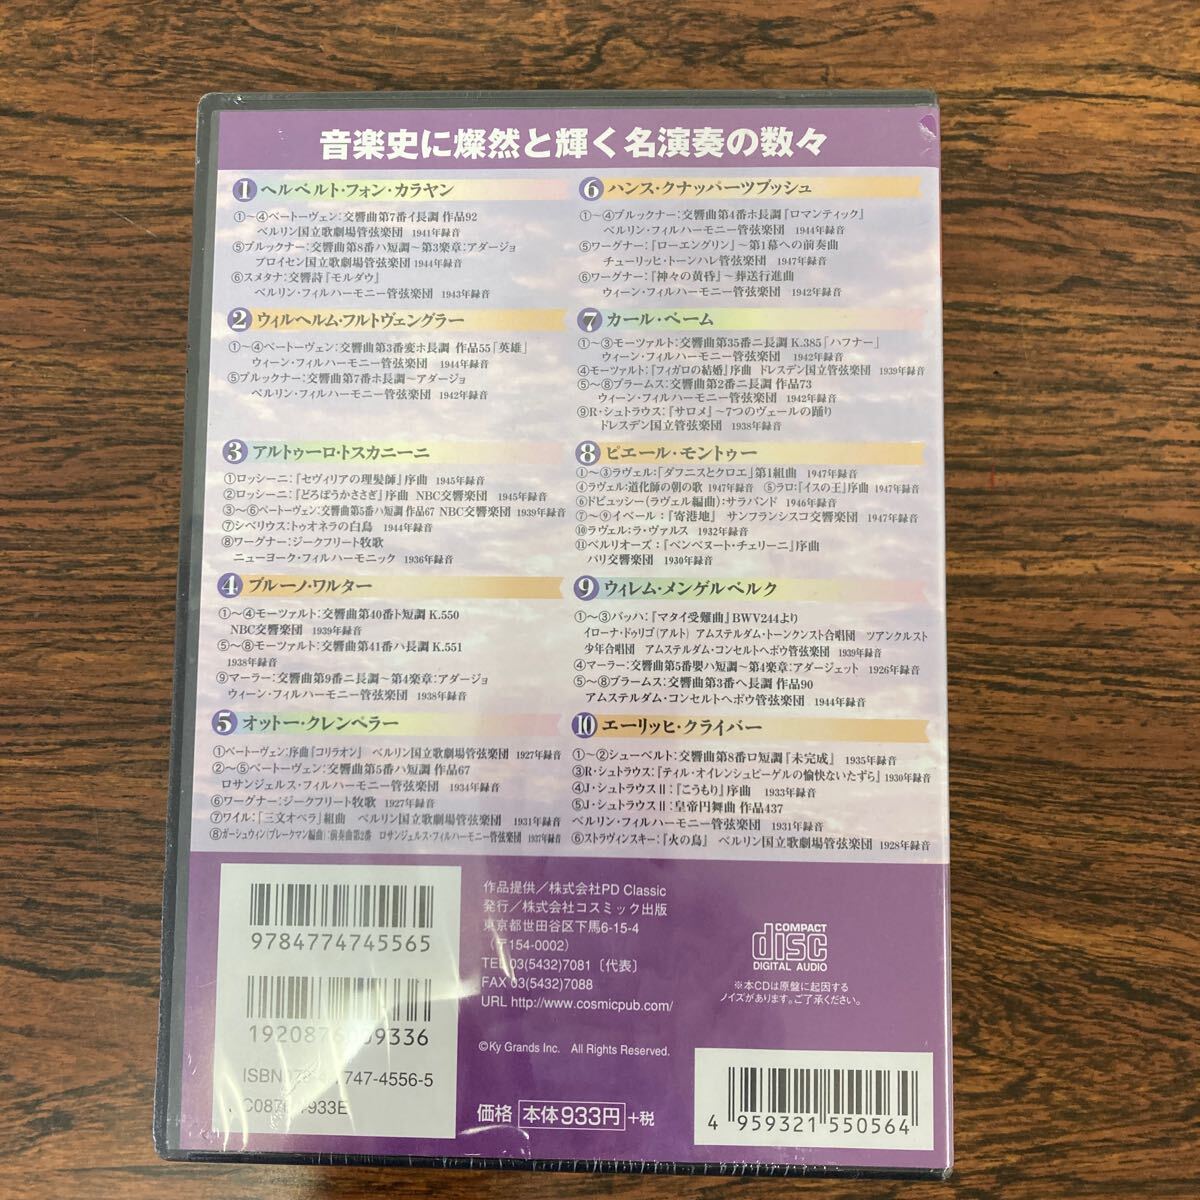 音楽史に燦然と輝く名演奏の数々
1 ヘルベルト・フォン・カラヤン
①〜④ベートーヴェン：交響曲第7番イ長調 作品92
ベルリン国立歌劇場管弦楽団 1941年録音
⑤ブルックナー：交響曲第8番ハ短調〜第3楽章：アダージョ
プロイセン国立歌劇場管弦楽団 1944年録音
⑥スメタナ：交響詩『モルダウ』
ベルリン・フィルハーモニー管弦楽団 1943年録音
2 ウィルヘルム・フルトヴェングラー
①〜④ベートーヴェン：交響曲第3番変ホ長調 作品55「英雄」
ウィーン・フィルハーモニー管弦楽団 1944年録音
⑤ブルックナー：交響曲第7番ホ長調〜アダージョ
ベルリン・フィルハーモニー管弦楽団 1942年録音
3 アルトゥーロ・トスカニーニ
①ロッシーニ：『セヴィリアの理髪師』序曲 1945年録音
②ロッシーニ：『どろぼうかささぎ』序曲 NBC交響楽団 1945年録音
③〜⑥ベートーヴェン：交響曲第5番ハ短調 作品67 NBC交響楽団 1939年録音
⑦シベリウス：トゥオネラの白鳥 1944年録音
⑧ワーグナー：ジークフリート牧歌
ニューヨーク・フィルハーモニック 1936年録音
4 ブルーノ・ワルター
①〜④モーツァルト：交響曲第40番ト短調 K.550
NBC交響楽団 1939年録音
⑤〜⑧モーツァルト：交響曲第41番ハ長調 K.551
1938年録音
⑨マーラー：交響曲第9番ニ長調〜第4楽章：アダージョ
ウィーン・フィルハーモニー管弦楽団 1938年録音
5 オットー・クレンペラー
①ベートーヴェン：序曲『コリラオン』 ベルリン国立歌劇場管弦楽団 1927年録音
②〜⑤ベートーヴェン：交響曲第5番ハ短調 作品67
ロサンジェルス・フィルハーモニー管弦楽団 1934年録音
⑥ワーグナー：ジークフリート牧歌 1927年録音
⑦ワイル：『三文オペラ』組曲 ベルリン国立歌劇場管弦楽団 1931年録音
⑧ガーシュウィン（ブレークマン編曲）：前奏曲第2番 ロサンジェルス・フィルハーモニー管弦楽団 1937年録音
6 ハンス・クナッパーツブッシュ
①〜④ブルックナー：交響曲第4番ホ長調『ロマンティック』
ベルリン・フィルハーモニー管弦楽団 1944年録音
⑤ワーグナー：『ローエングリン』〜第1幕への前奏曲
チューリッヒ・トーンハレ管弦楽団 1947年録音
⑥ワーグナー：『神々の黄昏』〜葬送行進曲
ウィーン・フィルハーモニー管弦楽団 1942年録音
7 カール・ベーム
①〜③モーツァルト：交響曲第35番ニ長調 K.385「ハフナー」
ウィーン・フィルハーモニー管弦楽団 1942年録音
④モーツァルト：『フィガロの結婚』序曲 ドレスデン国立管弦楽団 1939年録音
⑤〜⑧ブラームス：交響曲第2番ニ長調 作品73
ウィーン・フィルハーモニー管弦楽団 1942年録音
⑨R・シュトラウス：『サロメ』〜7つのヴェールの踊り
ドレスデン国立管弦楽団 1938年録音
8 ピエール・モントゥー
①〜③ラヴェル：『ダフニスとクロエ』第1組曲 1947年録音
④ラヴェル：道化師の朝の歌 1947年録音 ⑤ラロ：『イスの王』序曲 1947年録音
⑥ドビュッシー（ラヴェル編曲）：サラバンド 1946年録音
⑦〜⑨イベール：『寄港地』 サンフランシスコ交響楽団 1947年録音
⑩ラヴェル：ラ・ヴァルス 1932年録音
⑪ベルリオーズ：『ベンベヌート・チェリーニ』序曲
パリ交響楽団 1930年録音
9 ウィレム・メンゲルベルク
①〜③バッハ：『マタイ受難曲』BWV244より
イローナ・ドゥリゴ（アルト） アムステルダム・トーンクンスト合唱団 ツアンクルスト
少年合唱団 アムステルダム・コンセルトヘボウ管弦楽団 1939年録音
④マーラー：交響曲第5番嬰ハ短調〜第4楽章：アダージェット 1926年録音
⑤〜⑧ブラームス：交響曲第3番ヘ長調 作品90
アムステルダム・コンセルトヘボウ管弦楽団 1944年録音
10 エーリッヒ・クライバー
①〜②シューベルト：交響曲第8番ロ短調『未完成』 1935年録音
③R・シュトラウス：『ティル・オイレンシュピーゲルの愉快ないたずら』 1930年録音
④J・シュトラウスⅡ：『こうもり』序曲 1933年録音
⑤J・シュトラウスⅡ：皇帝円舞曲 作品437
ベルリン・フィルハーモニー管弦楽団 1931年録音
⑥ストラヴィンスキー：『火の鳥』 ベルリン国立歌劇場管弦楽団 1928年録音
9784774745565
ISBN 4556-5
作品提供／株式会社PD Classic
発行／株式会社コスミック出版
東京都世田谷区下馬6-15-4
（〒154-0002）
TEL 03(5432)7081〔代表〕
FAX 03(5432)7088
URL http://www.cosmicpub.com/
©Ky Grands Inc. All Rights Reserved.
価格 本体933円 +税
COMPACT
disc
DIGITAL AUDIO
※本CDは原盤に起因する
ノイズがあります。ご了承ください。
4 959321 550564